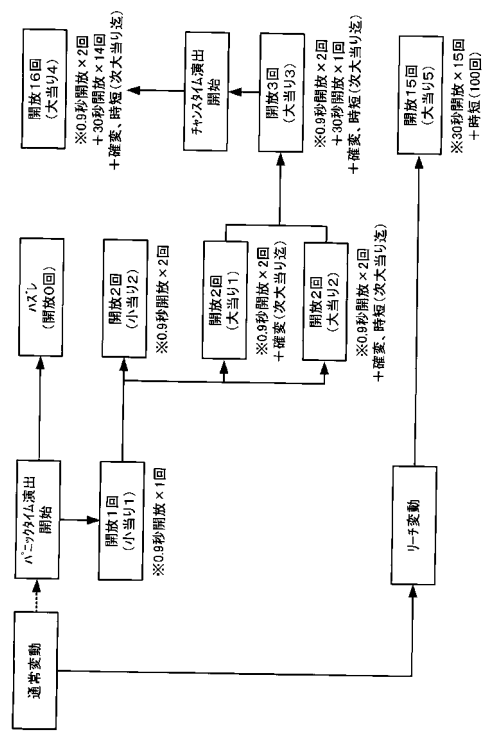 通常変動
パニックタイム演出
開始
ハズレ
(開放0回)
開放1回
(小当り1)
※0.9秒開放×1回
開放2回
(小当り2)
※0.9秒開放×2回
開放2回
(大当り1)
※0.9秒開放×2回
+確変(次大当り迄)
開放2回
(大当り2)
※0.9秒開放×2回
+確変、時短(次大当り迄)
開放16回
(大当り4)
※0.9秒開放×2回
+30秒開放×14回
+確変、時短(次大当り迄)
チャンスタイム演出
開始
開放3回
(大当り3)
※0.9秒開放×2回
+30秒開放×1回
+確変、時短(次大当り迄)
リーチ変動
開放15回
(大当り5)
※30秒開放×15回
+時短(100回)